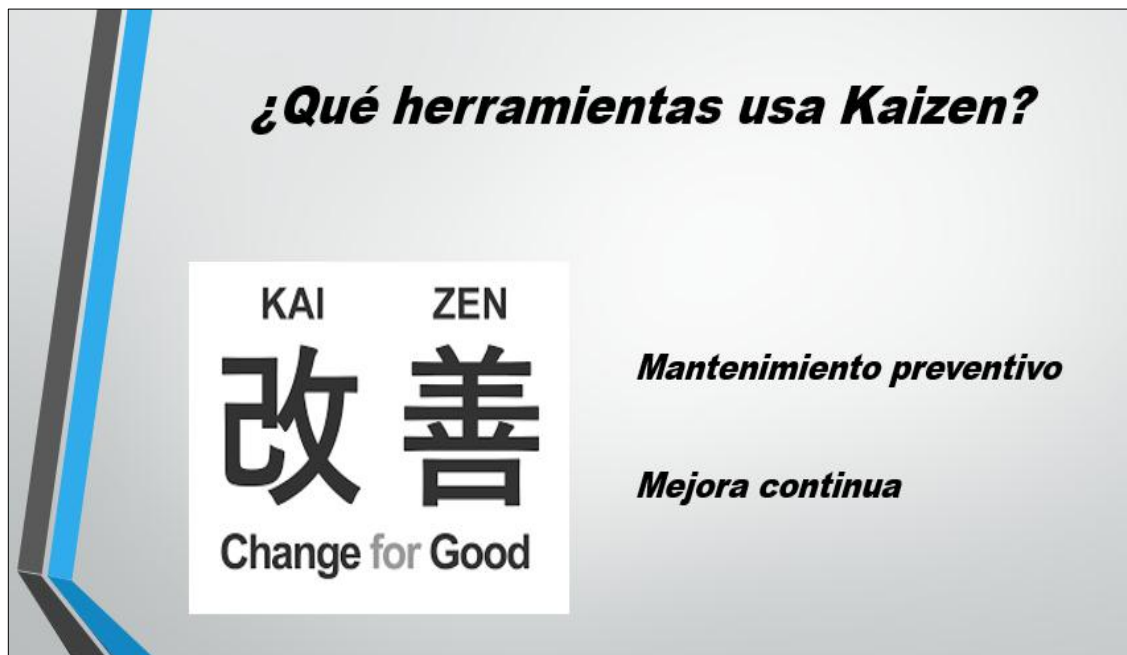 ¿Qué herramientas usa Kaizen?
KAI ZEN
改 善
Change for Good
Mantenimiento preventivo
Mejora continua